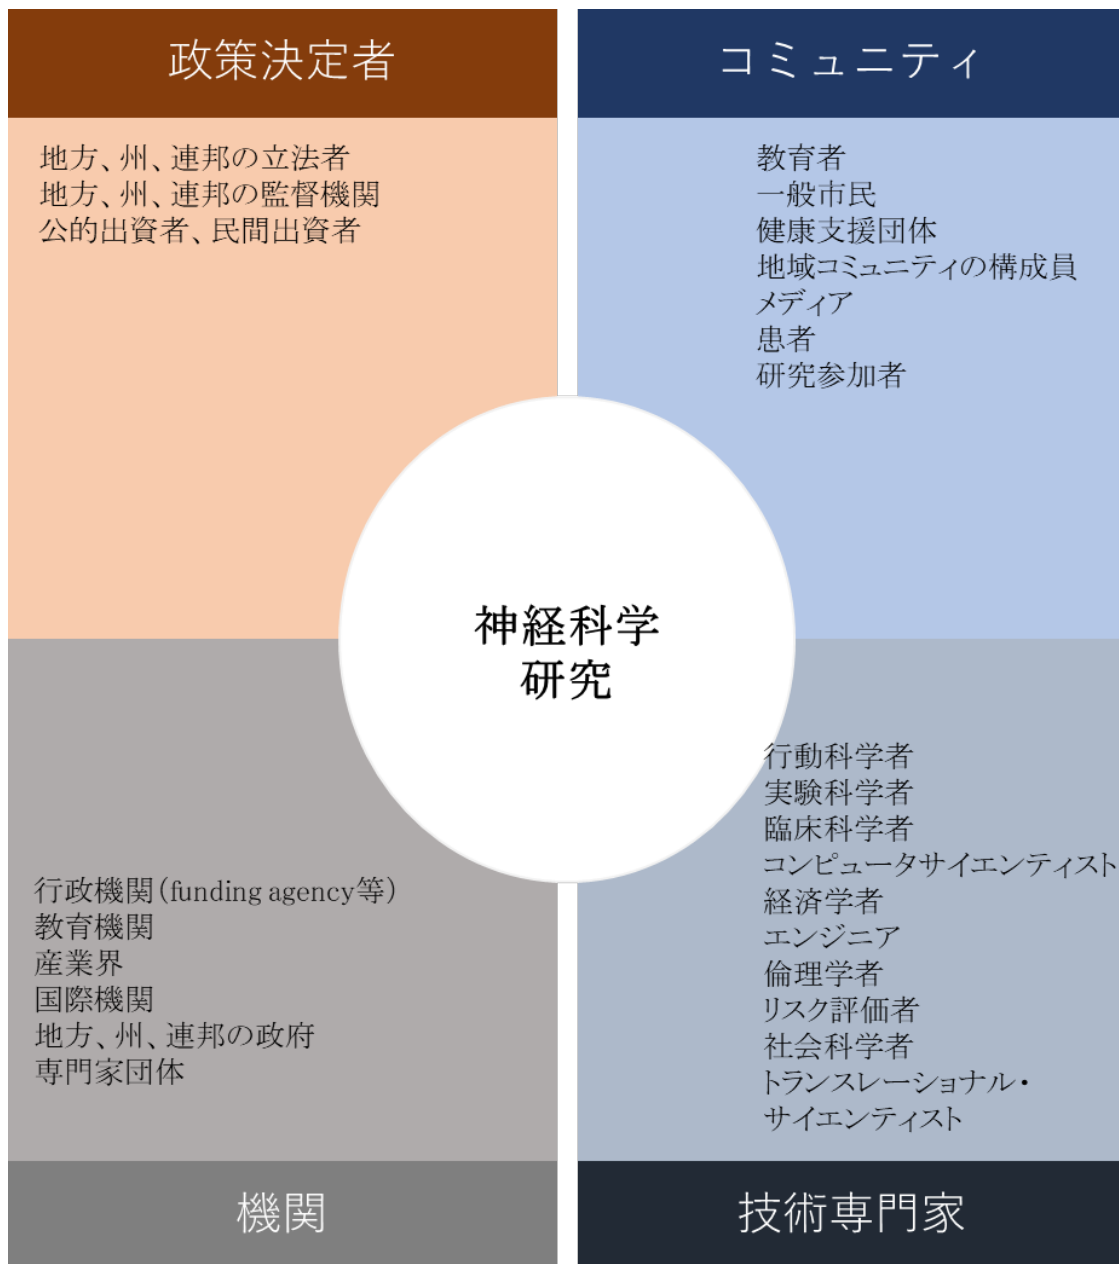 政策決定者
地方、州、連邦の立法者
地方、州、連邦の監督機関
公的出資者、民間出資者
コミュニティ
教育者
一般市民
健康支援団体
地域コミュニティの構成員
メディア
患者
研究参加者
神経科学
研究
行政機関(funding agency等)
教育機関
産業界
国際機関
地方、州、連邦の政府
専門家団体
機関
行動科学者
実験科学者
臨床科学者
コンピュータサイエンティスト
経済学者
エンジニア
倫理学者
リスク評価者
社会科学者
トランスレーショナル・
サイエンティスト
技術専門家